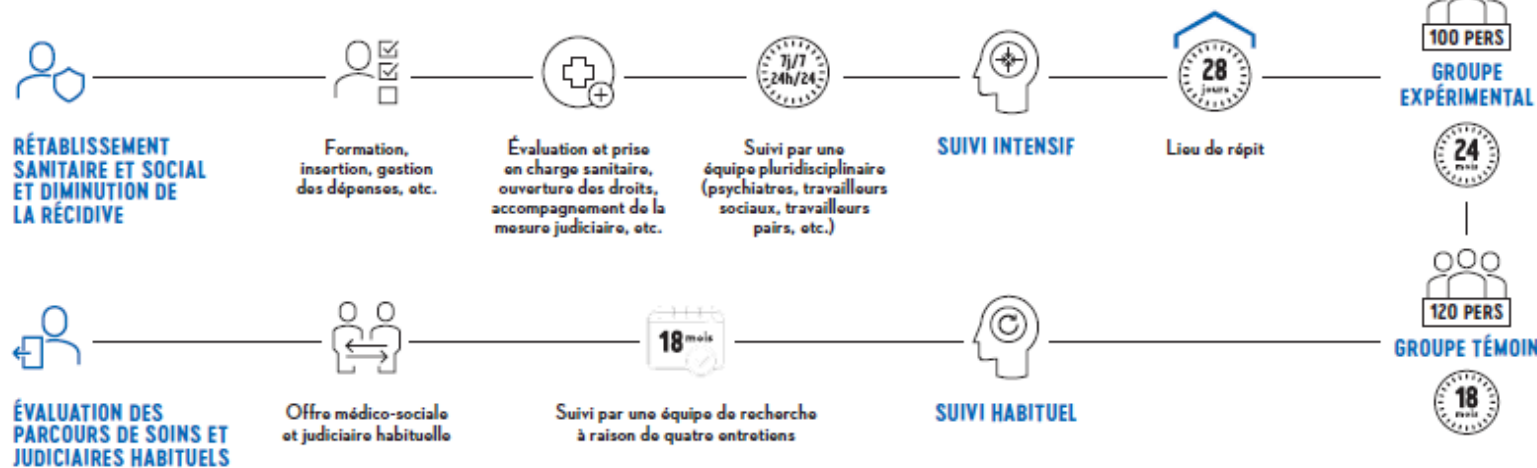 7j/7
24h/24
28
jours
100 PERS
GROUPE
EXPÉRIMENTAL
24
mois
RÉTABLISSEMENT
SANITAIRE ET SOCIAL
ET DIMINUTION DE
LA RÉCIDIVE
Formation,
insertion, gestion
des dépenses, etc.
Évaluation et prise
en charge sanitaire,
ouverture des droits,
accompagnement de la
mesure judiciaire, etc.
Suivi par une
équipe pluridisciplinaire
(psychiatres, travailleurs
sociaux, travailleurs
pairs, etc.)
SUIVI INTENSIF
Lieu de répit
18 mois
120 PERS
GROUPE TÉMOIN
18
mois
ÉVALUATION DES
PARCOURS DE SOINS ET
JUDICIAIRES HABITUELS
Offre médico-sociale
et judiciaire habituelle
Suivi par une équipe de recherche
à raison de quatre entretiens
SUIVI HABITUEL